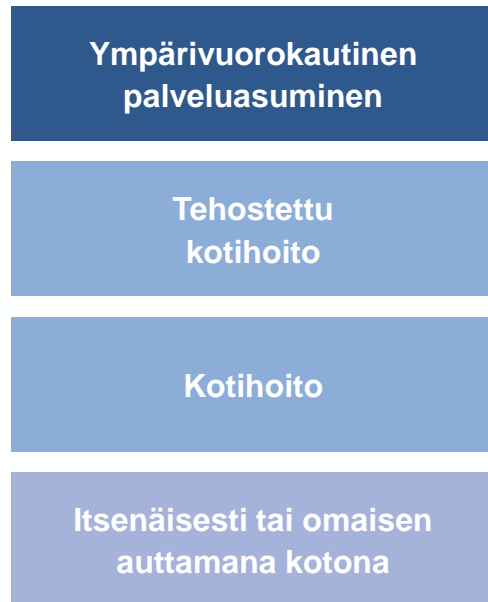 Ympärivuorokautinen
palveluasuminen
Tehostettu
kotihoito
Kotihoito
Itsenäisesti tai omaisen
auttamana kotona